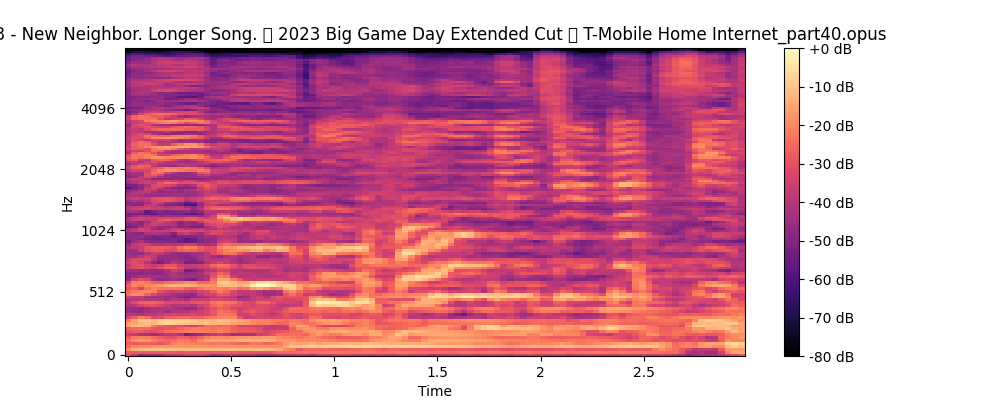 3 - New Neighbor. Longer Song. 2023 Big Game Day Extended Cut T-Mobile Home Internet_part40.opus
+0 dB
-10 dB
-20 dB
-30 dB
-40 dB
-50 dB
-60 dB
-70 dB
-80 dB
4096
2048
1024
512
0
Hz
0 0.5 1 1.5 2 2.5
Time